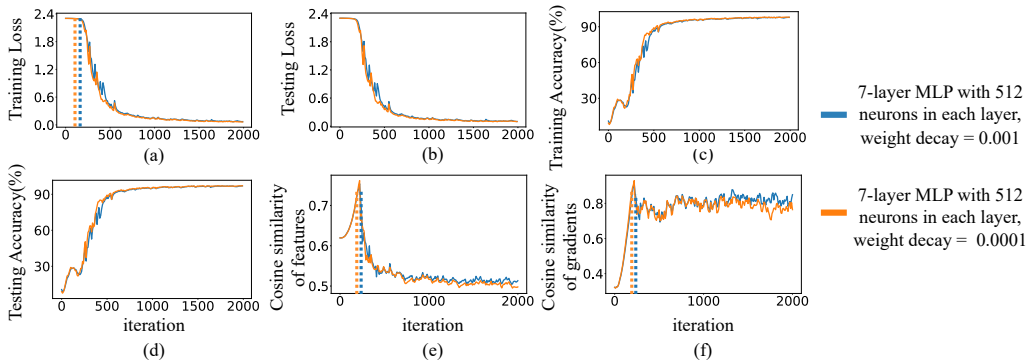 Training Loss
2.4
1.8
1.2
0.6
0.0
0 500 1000 1500 2000
(a)
Testing Loss
2.4
1.8
1.2
0.6
0.0
0 500 1000 1500 2000
(b)
Training Accuracy(%)
90
60
30
0 500 1000 1500 2000
(c)
7-layer MLP with 512
neurons in each layer,
weight decay = 0.001
Testing Accuracy(%)
90
60
30
0 500 1000 1500 2000
iteration
(d)
Cosine similarity
of features
0.7
0.6
0.5
0 1000 2000
iteration
(e)
Cosine similarity
of gradients
0.8
0.6
0.4
0 1000 2000
iteration
(f)
7-layer MLP with 512
neurons in each layer,
weight decay = 0.0001